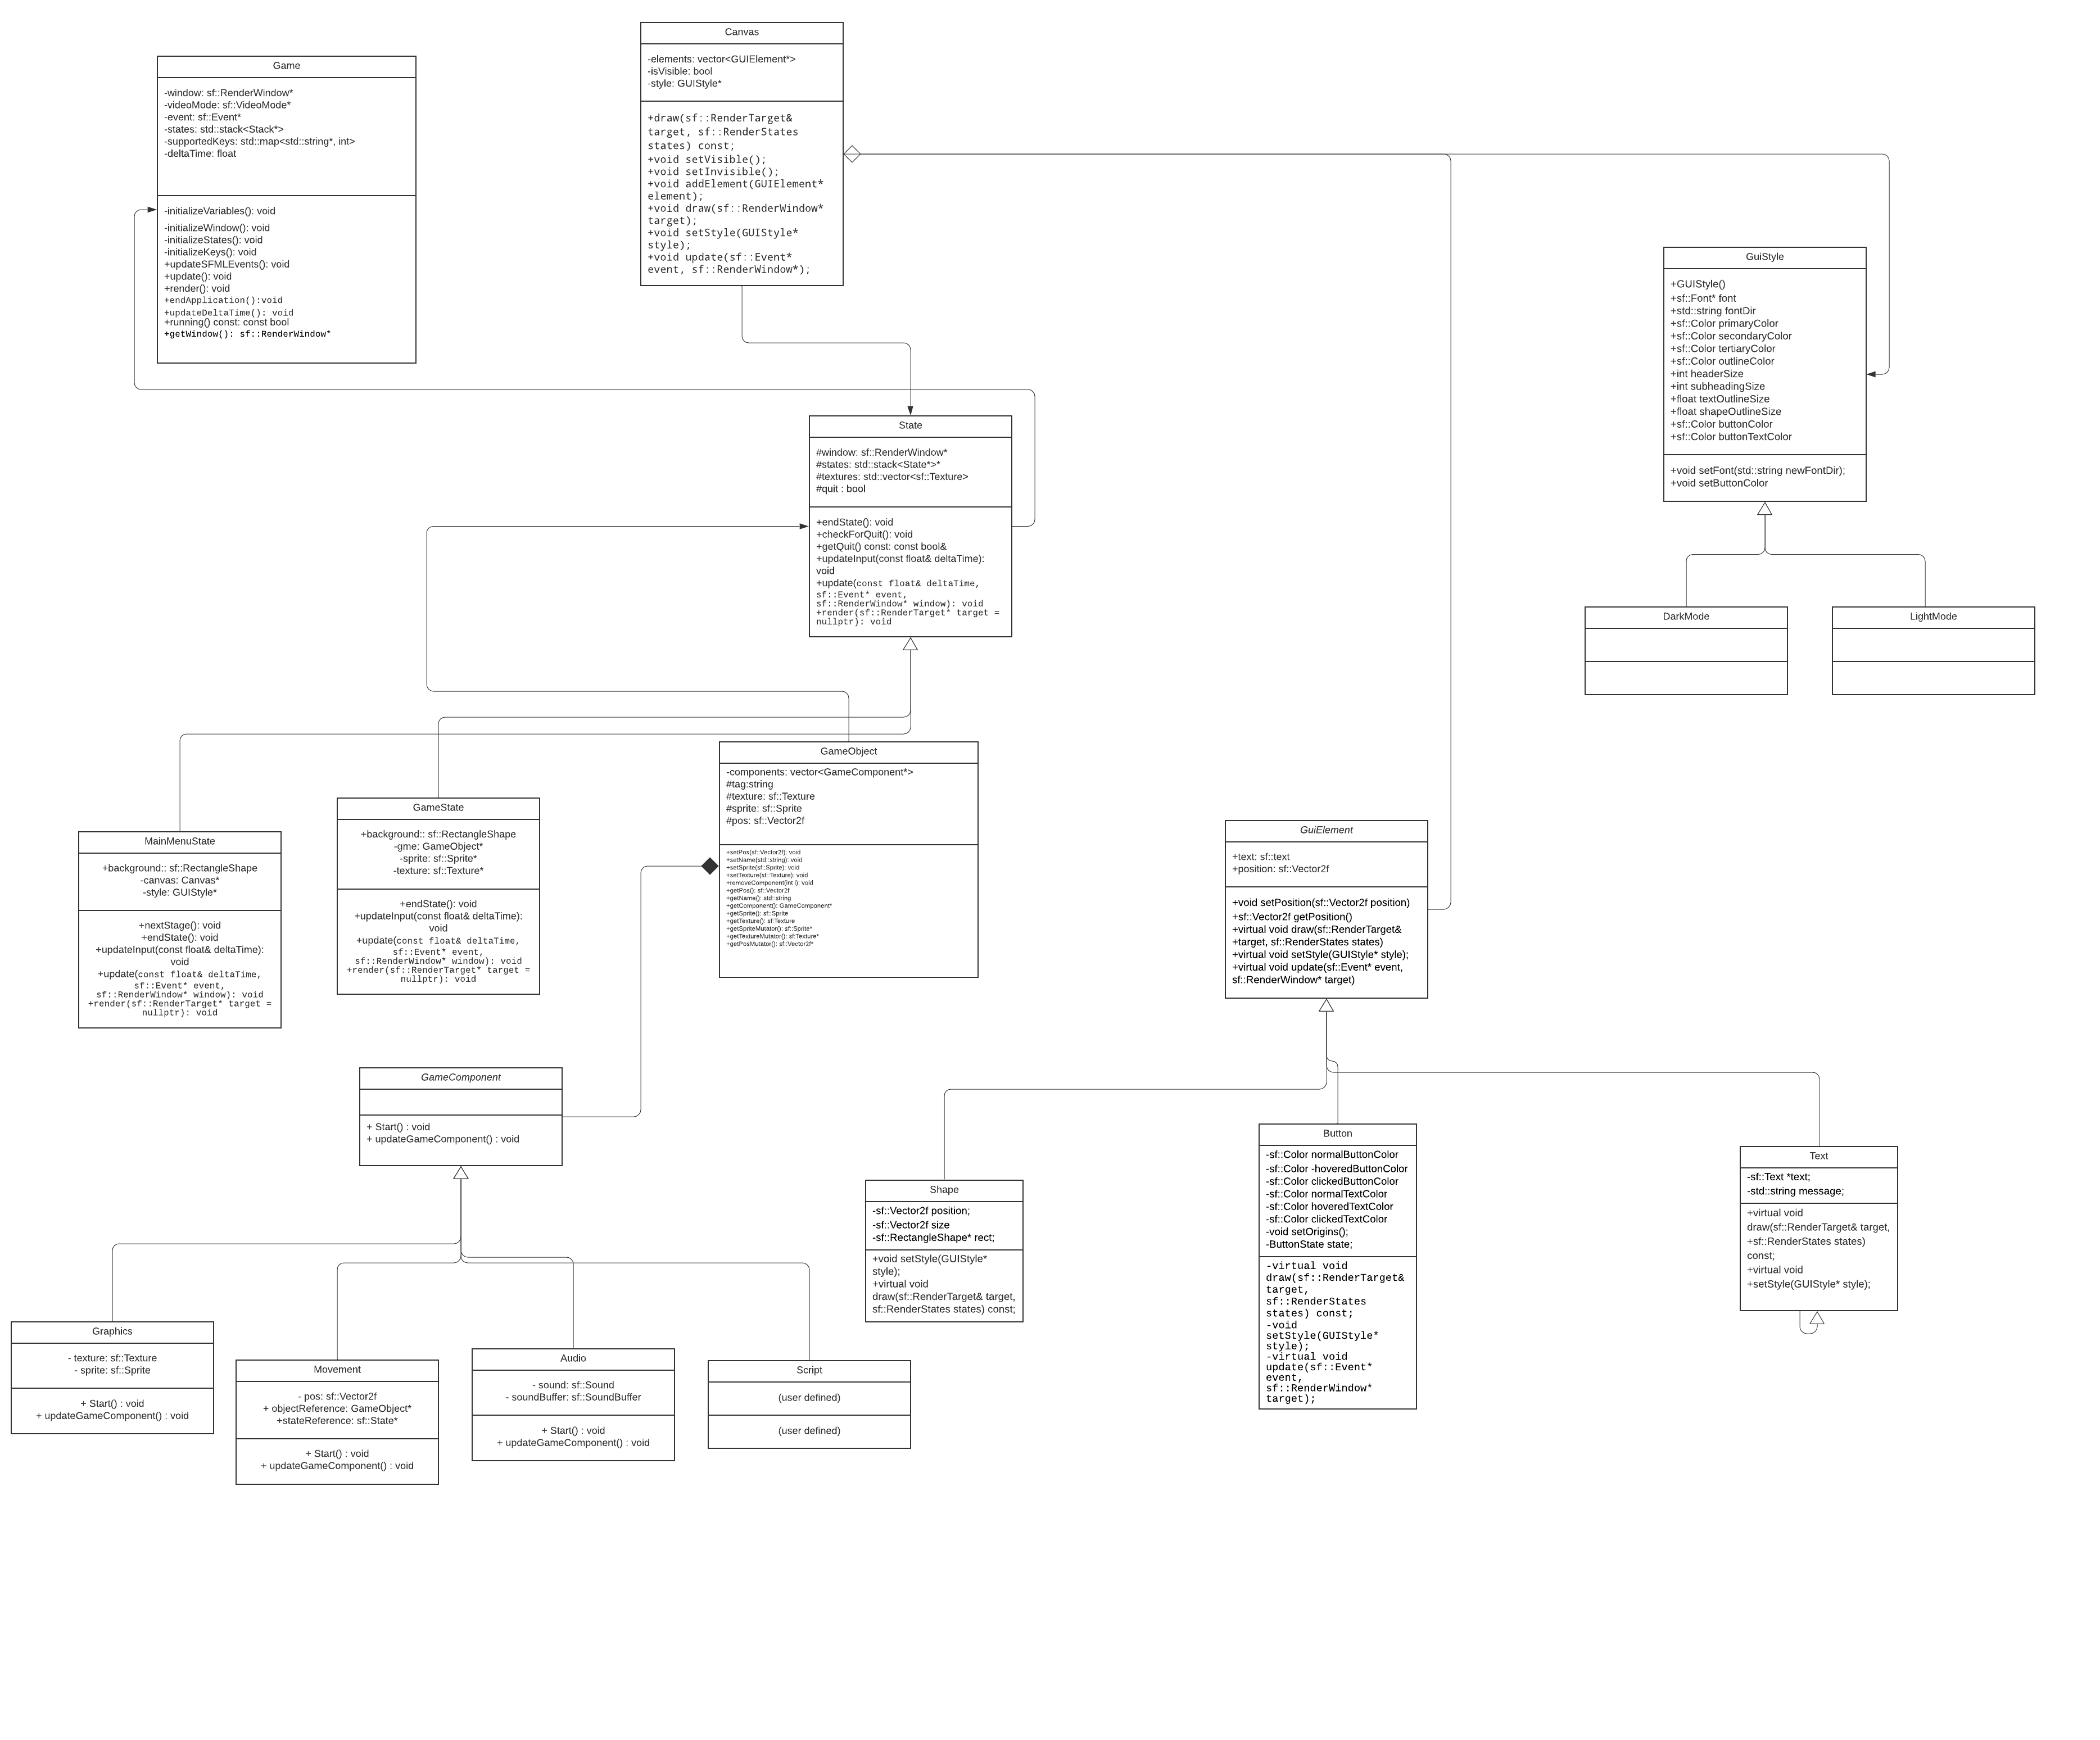 Canvas
-elements: vector<GUIElement*>
-isVisible: bool
-style: GUIStyle*
+draw(sf::RenderTarget&
target, sf::RenderStates
states) const;
+void setVisible();
+void setInvisible();
+void addElement(GUIElement*
element);
+void draw(sf::RenderWindow*
target);
+void setStyle(GUIStyle*
style);
+void update(sf::Event*
event, sf::RenderWindow*);
Game
-window: sf::RenderWindow*
-videoMode: sf::VideoMode*
-event: sf::Event*
-states: std::stack<Stack*>
-supportedKeys: std::map<std::string*, int>
-deltaTime: float
-initializeVariables(): void
-initializeWindow(): void
-initializeStates(): void
-initializeKeys(): void
+updateSFMLEvents(): void
+update(): void
+render(): void
+endApplication():void
+updateDeltaTime(): void
+running() const: const bool
+getWindow(): sf::RenderWindow*
GuiStyle
+GUIStyle()
+sf::Font* font
+std::string fontDir
+sf::Color primaryColor
+sf::Color secondaryColor
+sf::Color tertiaryColor
+sf::Color outlineColor
+int headerSize
+int subheadingSize
+float textOutlineSize
+float shapeOutlineSize
+sf::Color buttonColor
+sf::Color buttonTextColor
+void setFont(std::string newFontDir);
+void setButtonColor
State
#window: sf::RenderWindow*
#states: std::stack<State*>*
#textures: std::vector<sf::Texture>
#quit : bool
+endState(): void
+checkForQuit(): void
+getQuit() const: const bool&
+updateInput(const float& deltaTime):
void
+update(const float& deltaTime,
sf::Event* event,
sf::RenderWindow* window): void
+render(sf::RenderTarget* target =
nullptr): void
DarkMode
LightMode
GameObject
-components: vector<GameComponent*>
#tag:string
#texture: sf::Texture
#sprite: sf::Sprite
#pos: sf::Vector2f
+setPos(sf::Vector2f): void
+setName(std::string): void
+setSprite(sf::Sprite): void
+setTexture(sf::Texture): void
+removeComponent(int i): void
+getPos(): sf::Vector2f
+getName(): std::string
+getComponent(): GameComponent*
+getSprite(): sf::Sprite
+getTexture(): sf:Texture
+getSpriteMutator(): sf::Sprite*
+getTextureMutator(): sf:Texture*
+getPosMutator(): sf::Vector2f*
GameState
+background:: sf::RectangleShape
-gme: GameObject*
-sprite: sf::Sprite*
-texture: sf::Texture*
+endState(): void
+updateInput(const float& deltaTime):
void
+update(const float& deltaTime,
sf::Event* event,
sf::RenderWindow* window): void
+render(sf::RenderTarget* target =
nullptr): void
MainMenuState
+background:: sf::RectangleShape
-canvas: Canvas*
-style: GUIStyle*
+nextStage(): void
+endState(): void
+updateInput(const float& deltaTime):
void
+update(const float& deltaTime,
sf::Event* event,
sf::RenderWindow* window): void
+render(sf::RenderTarget* target =
nullptr): void
GuiElement
+text: sf::text
+position: sf::Vector2f
+void setPosition(sf::Vector2f position)
+sf::Vector2f getPosition()
+virtual void draw(sf::RenderTarget&
+target, sf::RenderStates states)
+virtual void setStyle(GUIStyle* style);
+virtual void update(sf::Event* event,
sf::RenderWindow* target)
GameComponent
+ Start() : void
+ updateGameComponent() : void
Shape
-sf::Vector2f position;
-sf::Vector2f size
-sf::RectangleShape* rect;
+void setStyle(GUIStyle*
style);
+virtual void
draw(sf::RenderTarget& target,
sf::RenderStates states) const;
Button
-sf::Color normalButtonColor
-sf::Color -hoveredButtonColor
-sf::Color clickedButtonColor
-sf::Color normalTextColor
-sf::Color hoveredTextColor
-sf::Color clickedTextColor
-void setOrigins();
-ButtonState state;
-virtual void
draw(sf::RenderTarget&
target,
sf::RenderStates
states) const;
-void
setStyle(GUIStyle*
style);
-virtual void
update(sf::Event*
event,
sf::RenderWindow*
target);
Text
-sf::Text *text;
-std::string message;
+virtual void
draw(sf::RenderTarget& target,
+sf::RenderStates states)
const;
+virtual void
+setStyle(GUIStyle* style);
Graphics
- texture: sf::Texture
- sprite: sf::Sprite
+ Start() : void
+ updateGameComponent() : void
Movement
- pos: sf::Vector2f
+ objectReference: GameObject*
+stateReference: sf::State*
+ Start() : void
+ updateGameComponent() : void
Audio
- sound: sf::Sound
- soundBuffer: sf::SoundBuffer
+ Start() : void
+ updateGameComponent() : void
Script
(user defined)
(user defined)